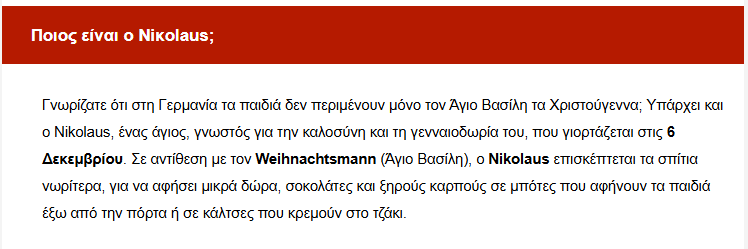 Ποιος είναι ο Νικolaus;
Γνωρίζατε ότι στη Γερμανία τα παιδιά δεν περιμένουν μόνο τον Άγιο Βασίλη τα Χριστούγεννα; Υπάρχει και
ο Nikolaus, ένας άγιος, γνωστός για την καλοσύνη και τη γενναιοδωρία του, που γιορτάζεται στις 6
Δεκεμβρίου. Σε αντίθεση με τον Weihnachtsmann (Άγιο Βασίλη), ο Nikolaus επισκέπτεται τα σπίτια
νωρίτερα, για να αφήσει μικρά δώρα, σοκολάτες και ξηρούς καρπούς σε μπότες που αφήνουν τα παιδιά
έξω από την πόρτα ή σε κάλτσες που κρεμούν στο τζάκι.